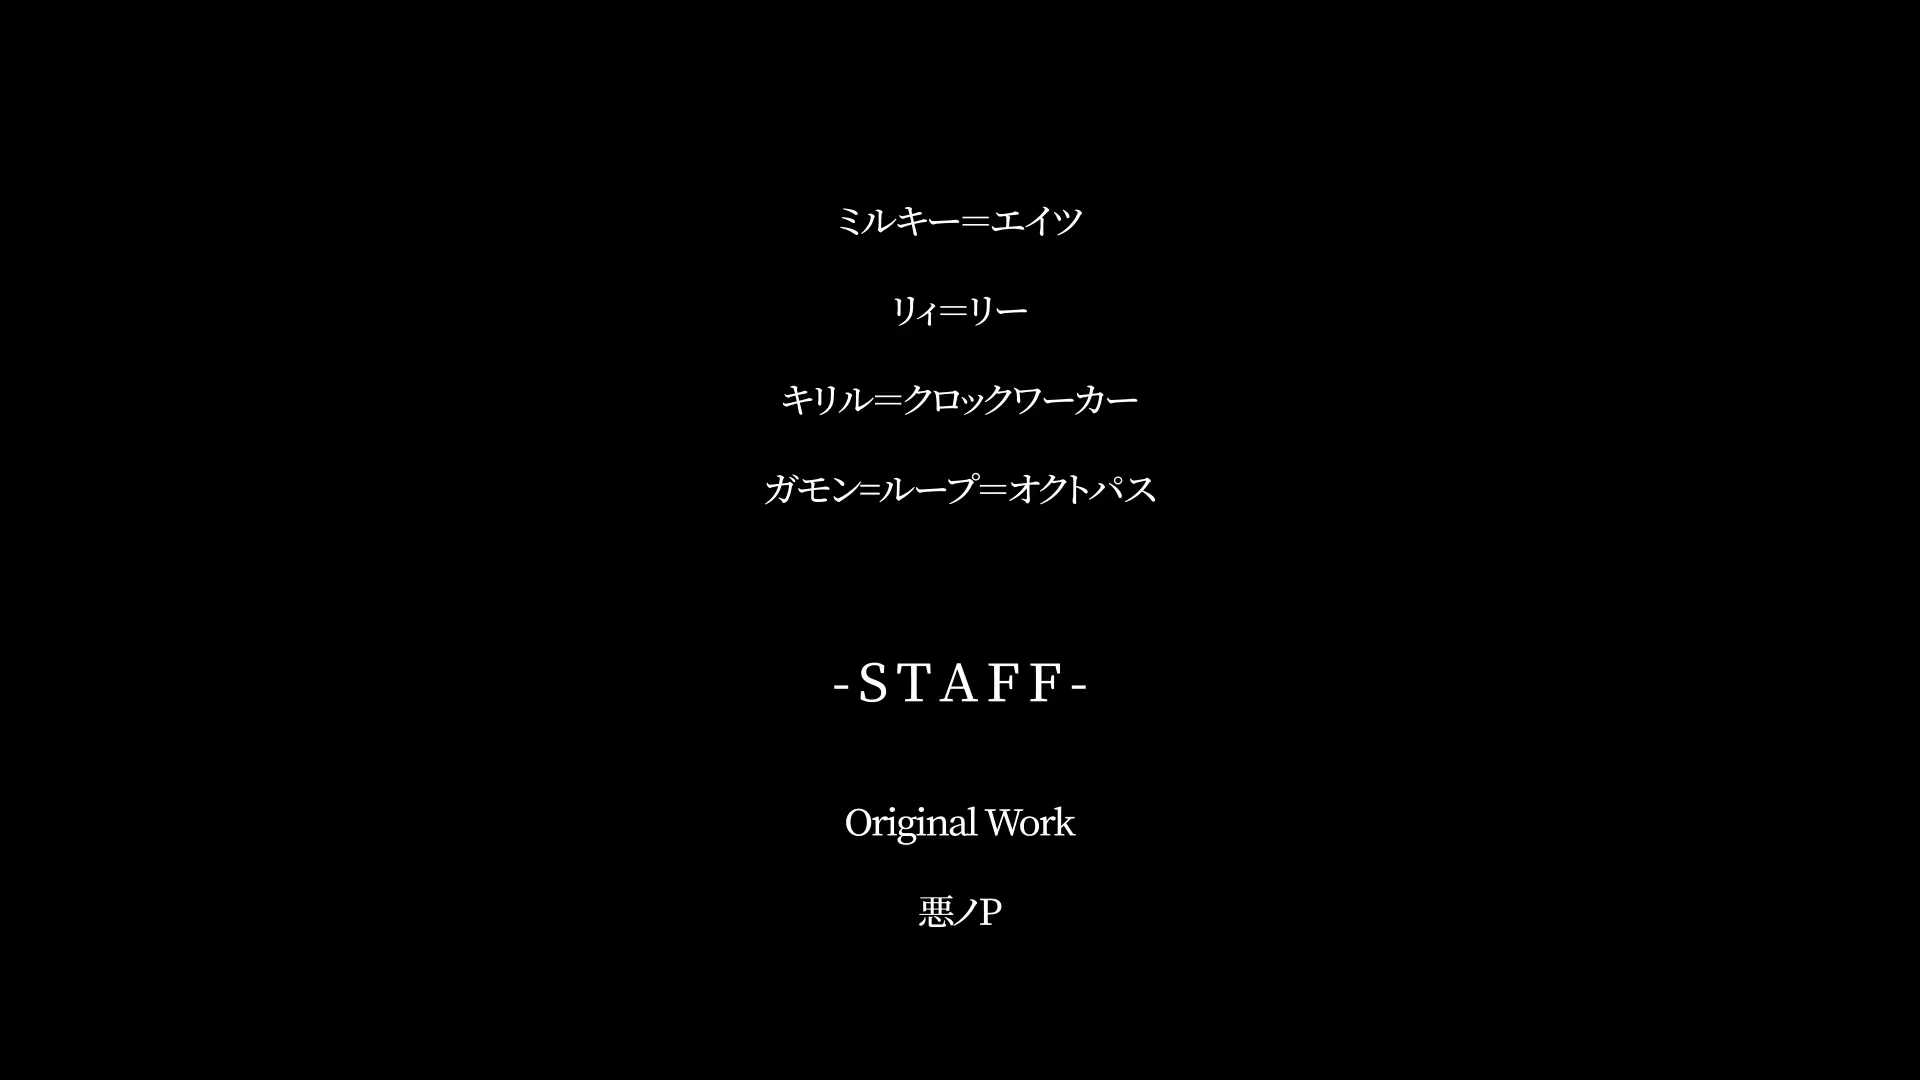 ミルキー＝エイツ
リィ＝リー
キリル＝クロックワーカー
ガモン=ループ＝オクトパス
-STAFF-
Original Work
悪ノP